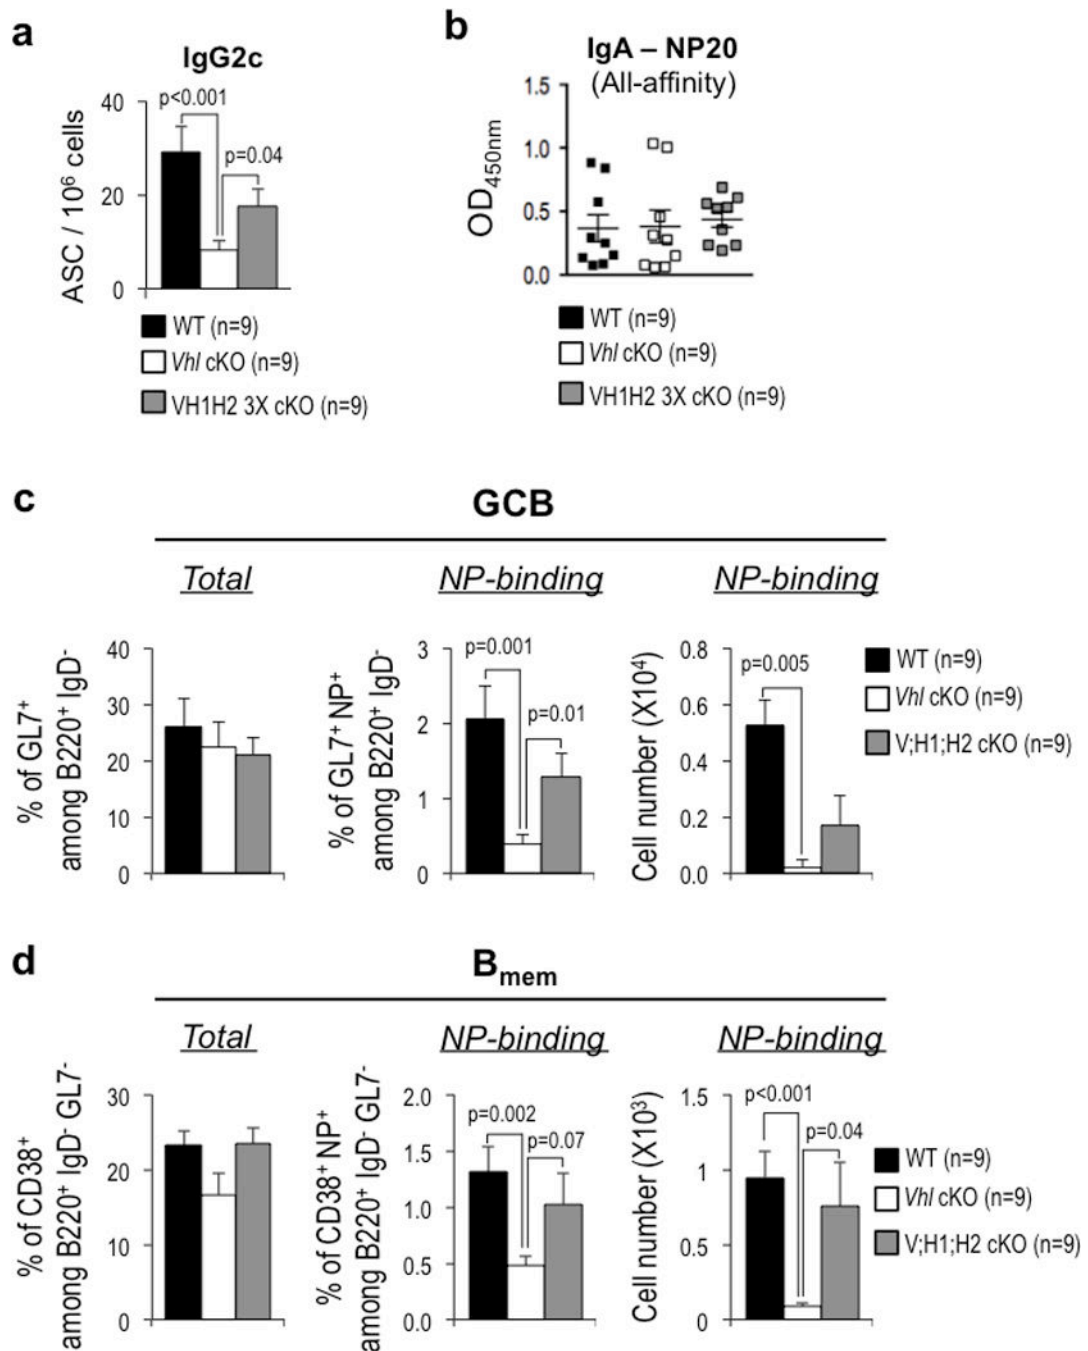 a
IgG2c
ASC / 10⁶ cells
40
20
0
p<0.001
p=0.04
WT (n=9)
Vhl cKO (n=9)
VH1H2 3X cKO (n=9)
b
IgA – NP20
(All-affinity)
OD450nm
1.5
1.0
0.5
0.0
WT (n=9)
Vhl cKO (n=9)
VH1H2 3X cKO (n=9)
c
GCB
Total
% of GL7⁺
among B220⁺ IgD⁻
40
30
20
10
0
NP-binding
% of GL7⁺ NP⁺
among B220⁺ IgD⁻
3
2
1
0
p=0.001
p=0.01
NP-binding
Cell number (X10⁴)
0.8
0.6
0.4
0.2
0.0
p=0.005
WT (n=9)
Vhl cKO (n=9)
V;H1;H2 cKO (n=9)
d
Bmem
Total
% of CD38⁺
among B220⁺ IgD⁻ GL7⁻
30
20
10
0
NP-binding
% of CD38⁺ NP⁺
among B220⁺ IgD⁻ GL7⁻
2.0
1.5
1.0
0.5
0.0
p=0.002
p=0.07
NP-binding
Cell number (X10³)
1.5
1
0.5
0
p<0.001
p=0.04
WT (n=9)
Vhl cKO (n=9)
V;H1;H2 cKO (n=9)